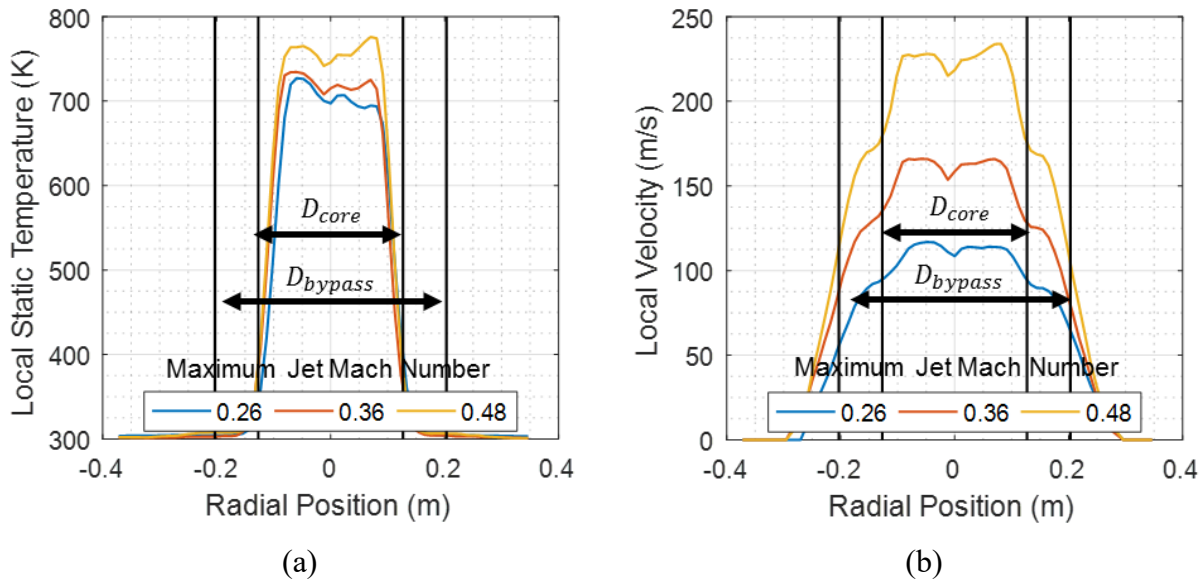 Local Static Temperature (K)
800
700
600
500
400
300
D_core
D_bypass
Maximum Jet Mach Number
0.26 0.36 0.48
-0.4 -0.2 0 0.2 0.4
Radial Position (m)
(a)
Local Velocity (m/s)
250
200
150
100
50
0
D_core
D_bypass
Maximum Jet Mach Number
0.26 0.36 0.48
-0.4 -0.2 0 0.2 0.4
Radial Position (m)
(b)